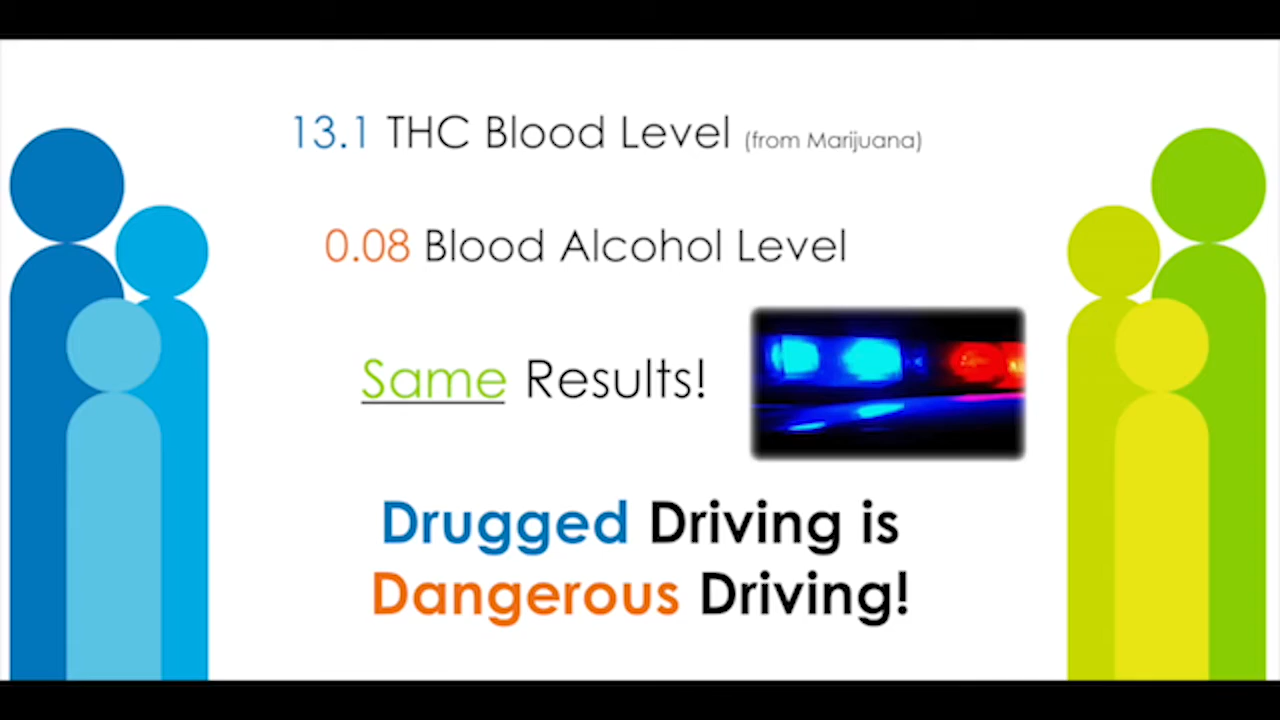 13.1 THC Blood Level (from Marijuana)
0.08 Blood Alcohol Level
Same Results!
Drugged Driving is
Dangerous Driving!